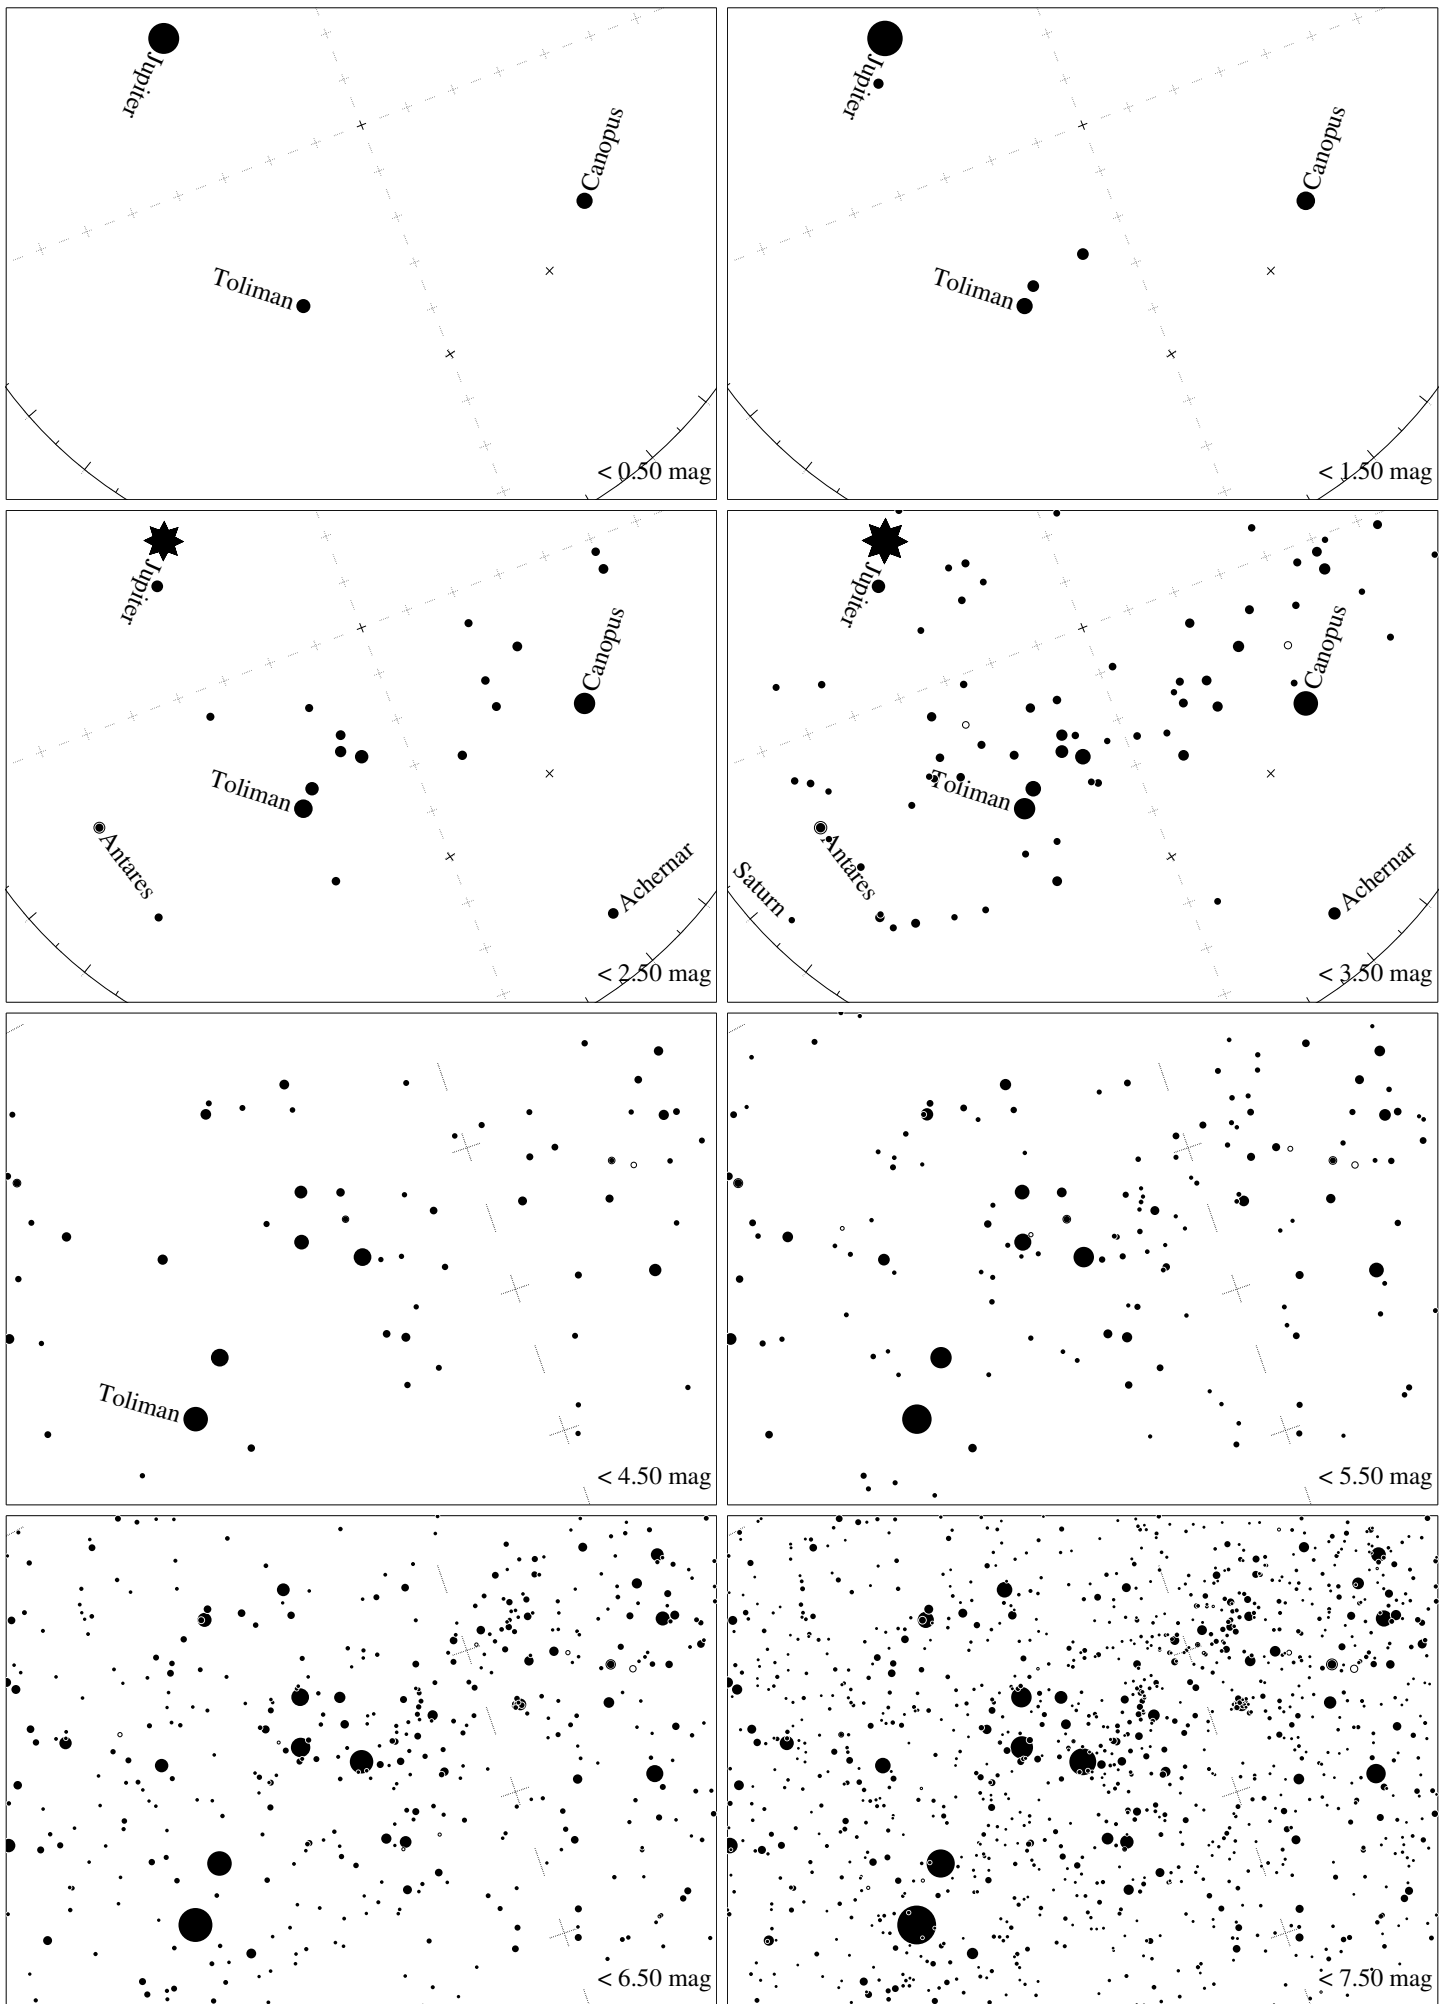 Jupiter
Canopus
Toliman
< 0.50 mag
Jupiter
Canopus
Toliman
< 1.50 mag
Jupiter
Canopus
Toliman
Antares
Achernar
< 2.50 mag
Jupiter
Canopus
Toliman
Antares
Saturn
Achernar
< 3.50 mag
Toliman
< 4.50 mag
< 5.50 mag
< 6.50 mag
< 7.50 mag